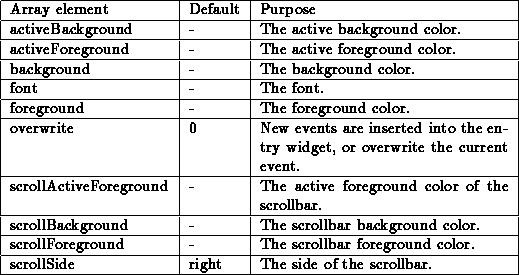 Array element Default Purpose
activeBackground - The active background color.
activeForeground - The active foreground color.
background - The background color.
font - The font.
foreground - The foreground color.
overwrite 0 New events are inserted into the en-
try widget, or overwrite the current
event.
scrollActiveForeground - The active foreground color of the
scrollbar.
scrollBackground - The scrollbar background color.
scrollForeground - The scrollbar foreground color.
scrollSide right The side of the scrollbar.